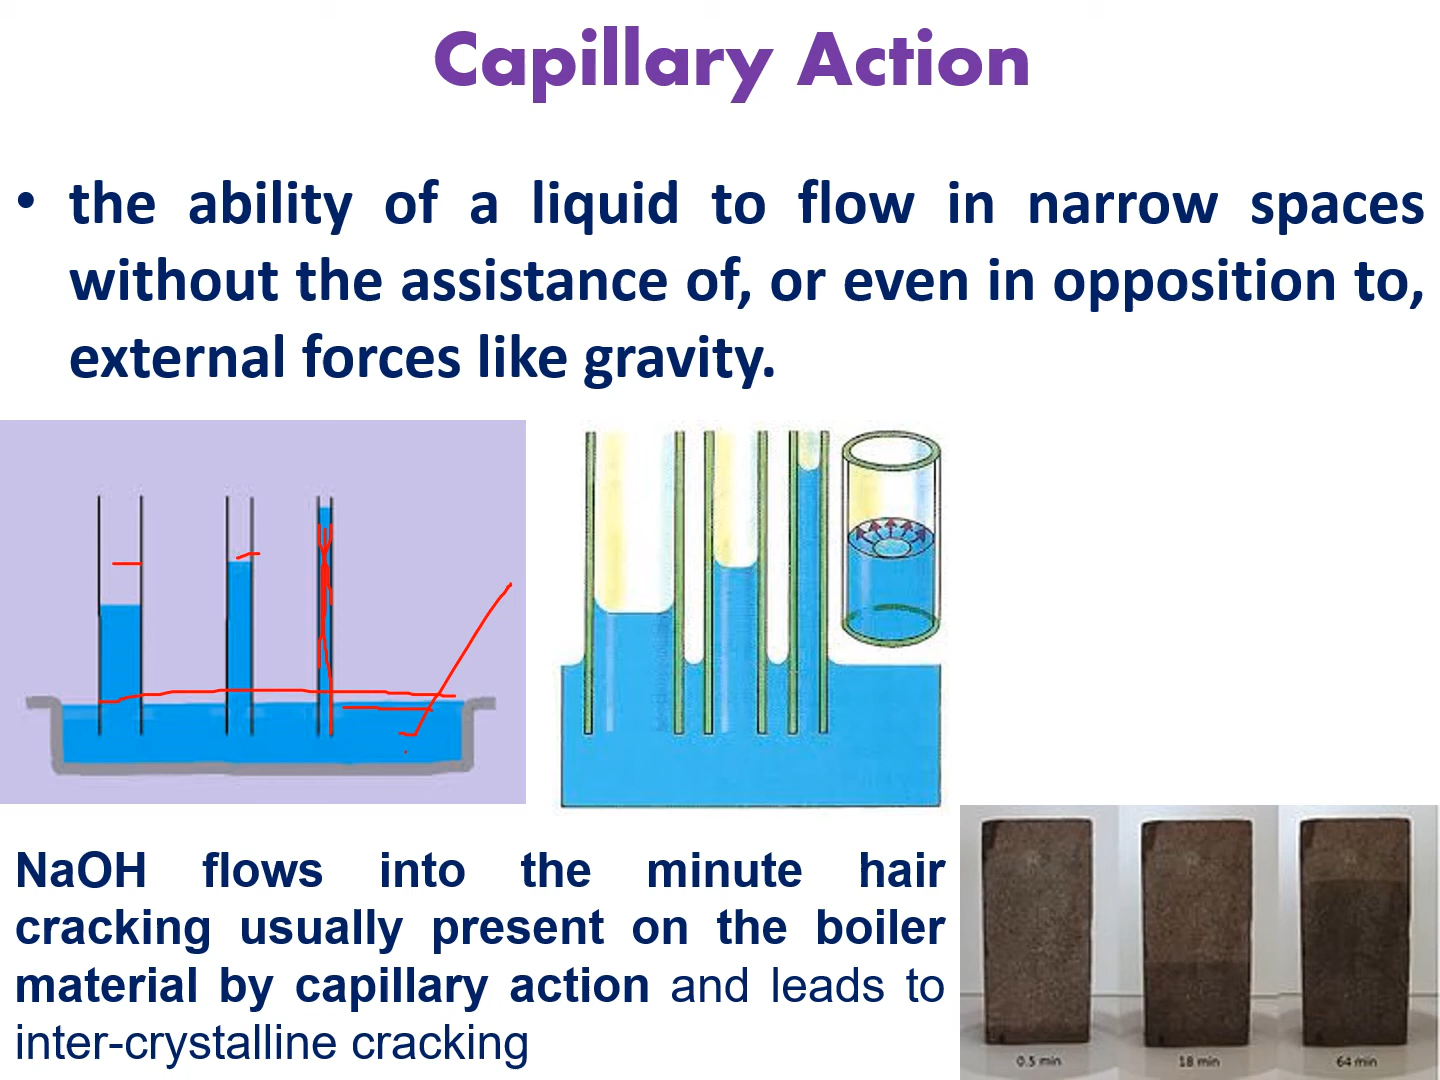 Capillary Action
• the ability of a liquid to flow in narrow spaces
without the assistance of, or even in opposition to,
external forces like gravity.
NaOH flows into the minute hair
cracking usually present on the boiler
material by capillary action and leads to
inter-crystalline cracking
0.5 min 18 min 64 min